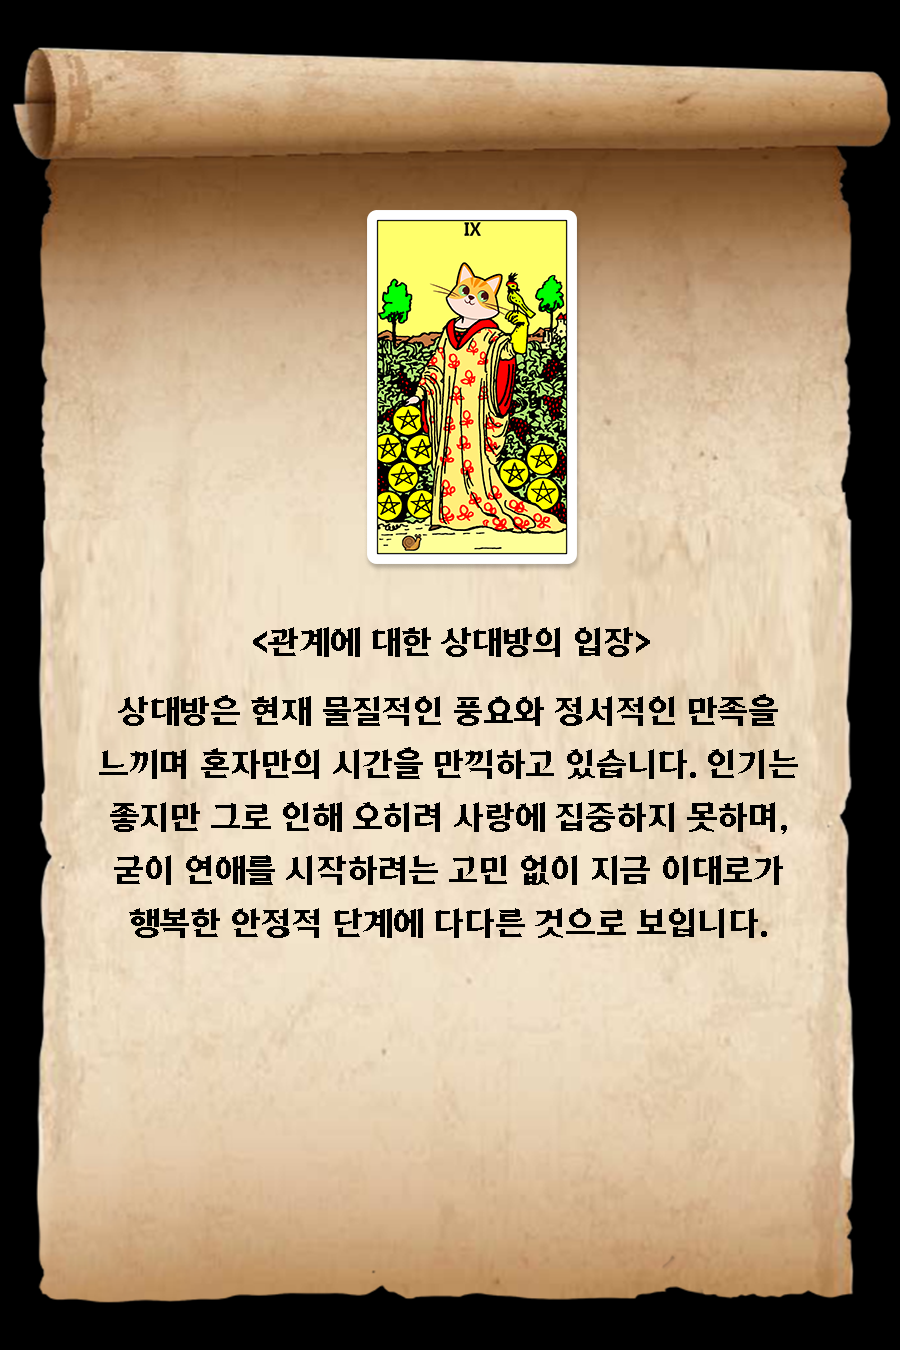 IX
<관계에 대한 상대방의 입장>
상대방은 현재 물질적인 풍요와 정서적인 만족을
느끼며 혼자만의 시간을 만끽하고 있습니다. 인기는
좋지만 그로 인해 오히려 사랑에 집중하지 못하며,
굳이 연애를 시작하려는 고민 없이 지금 이대로가
행복한 안정적 단계에 다다른 것으로 보입니다.